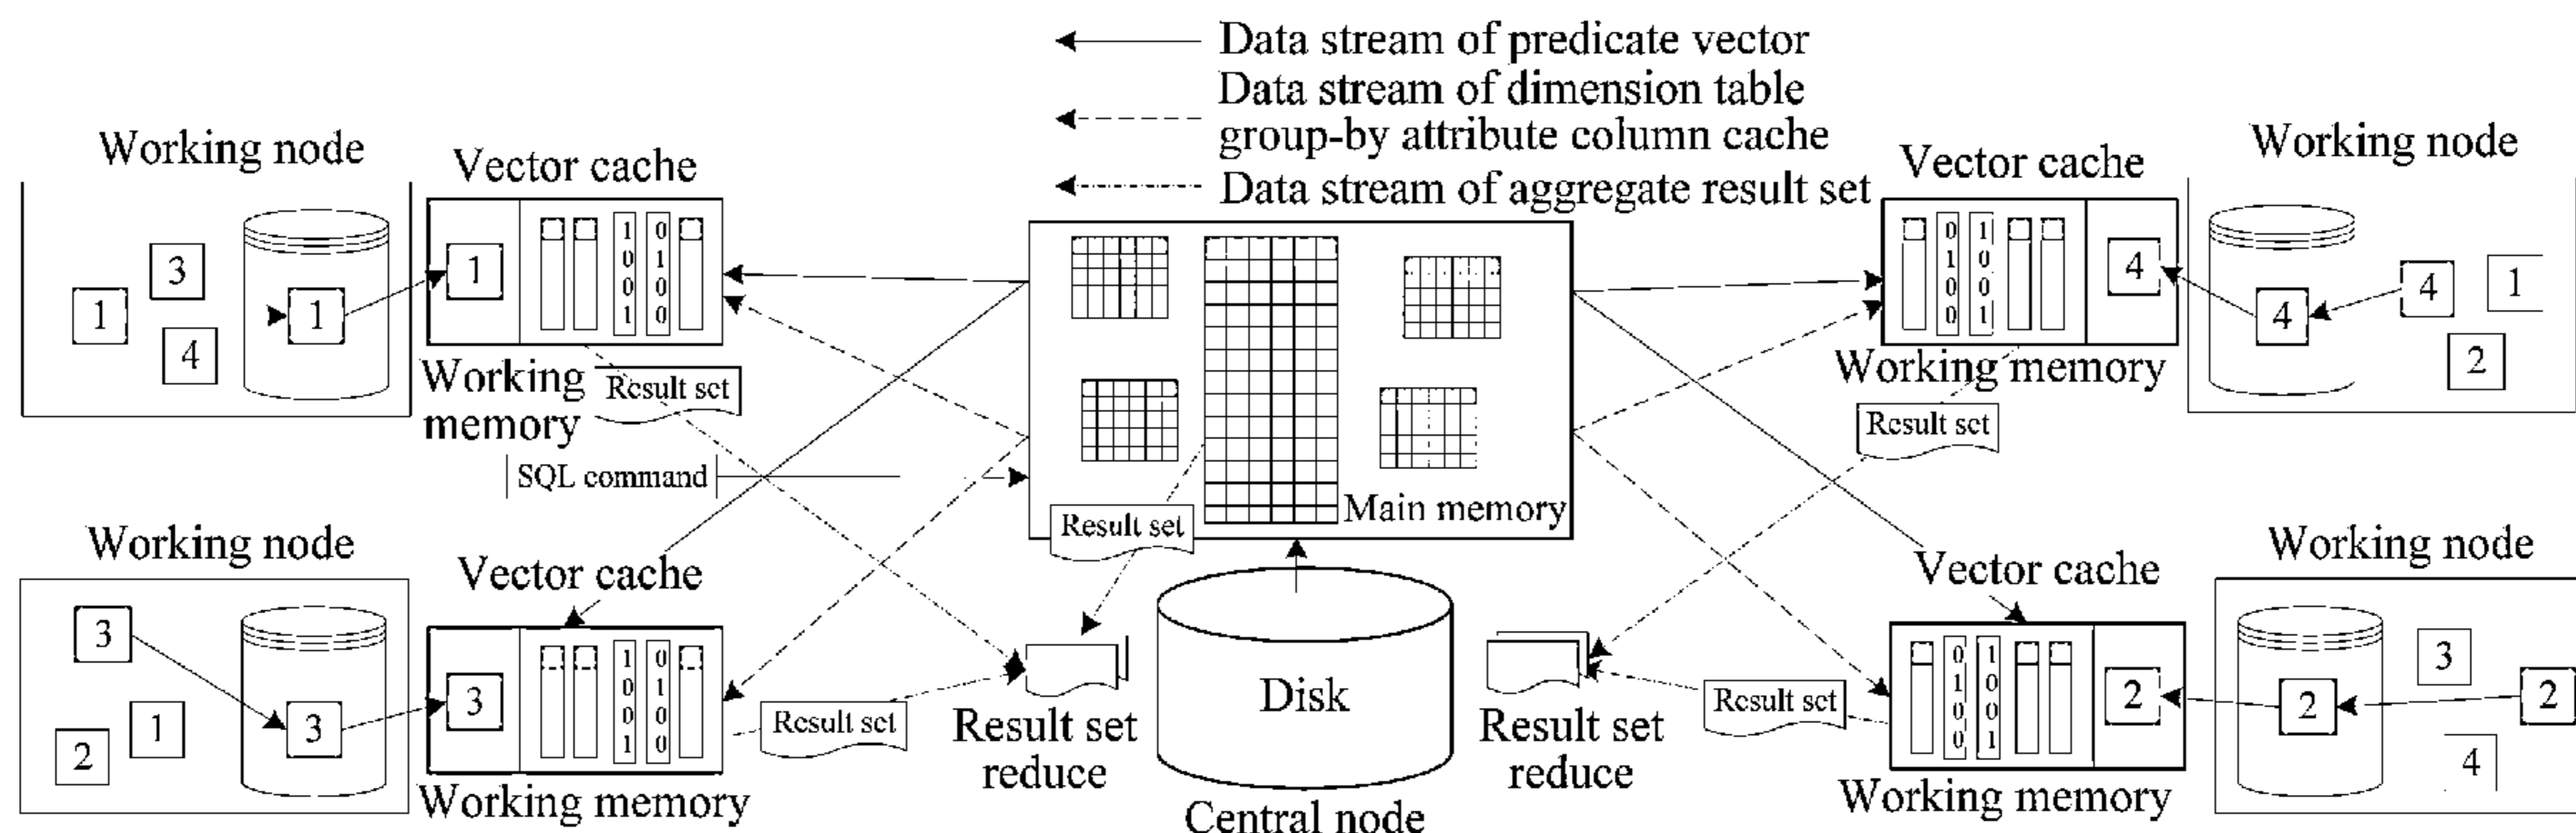 Data stream of predicate vector
Data stream of dimension table
group-by attribute column cache
Data stream of aggregate result set
Working node
Vector cache
1
3
4
1
1
1 0
0 1
0 0
1 0
Working
memory
Result set
SQL command
Working node
Vector cache
3
1
2
3
3
1 0
0 1
0 0
1 0
Working memory
Result set
Main memory
Result set
Result set
reduce
Disk
Central node
Result set
reduce
Vector cache
Working node
0 1
1 0
0 0
0 1
4
4
4
1
2
Working memory
Result set
Vector cache
Working node
0 1
1 0
0 0
0 1
2
2
3
2
4
Working memory
Result set